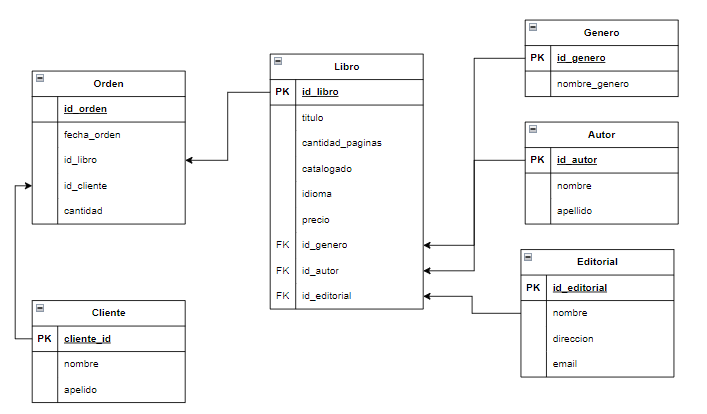 Orden
id_orden
fecha_orden
id_libro
id_cliente
cantidad
Cliente
PK cliente_id
nombre
apelido
Libro
PK id_libro
titulo
cantidad_paginas
catalogado
idioma
precio
FK id_genero
FK id_autor
FK id_editorial
Genero
PK id_genero
nombre_genero
Autor
PK id_autor
nombre
apellido
Editorial
PK id_editorial
nombre
direccion
email